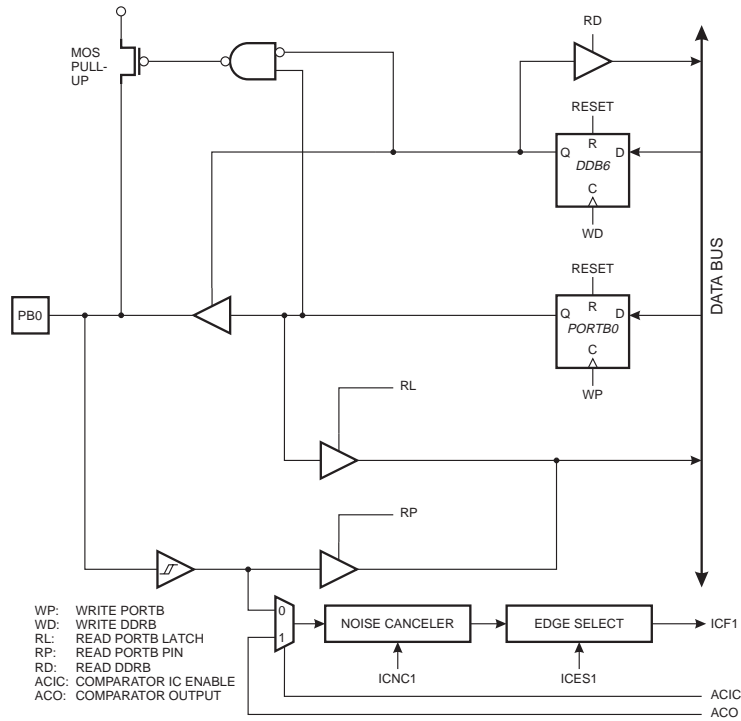 RD
MOS
PULL-
UP
RESET
R
Q
D
DDB6
C
WD
DATA BUS
RESET
R
Q
D
PORTB0
C
WP
PB0
RL
RP
WP: WRITE PORTB
WD: WRITE DDRB
RL: READ PORTB LATCH
RP: READ PORTB PIN
RD: READ DDRB
ACIC: COMPARATOR IC ENABLE
ACO: COMPARATOR OUTPUT
0
1
NOISE CANCELER
EDGE SELECT
ICF1
ICNC1
ICES1
ACIC
ACO